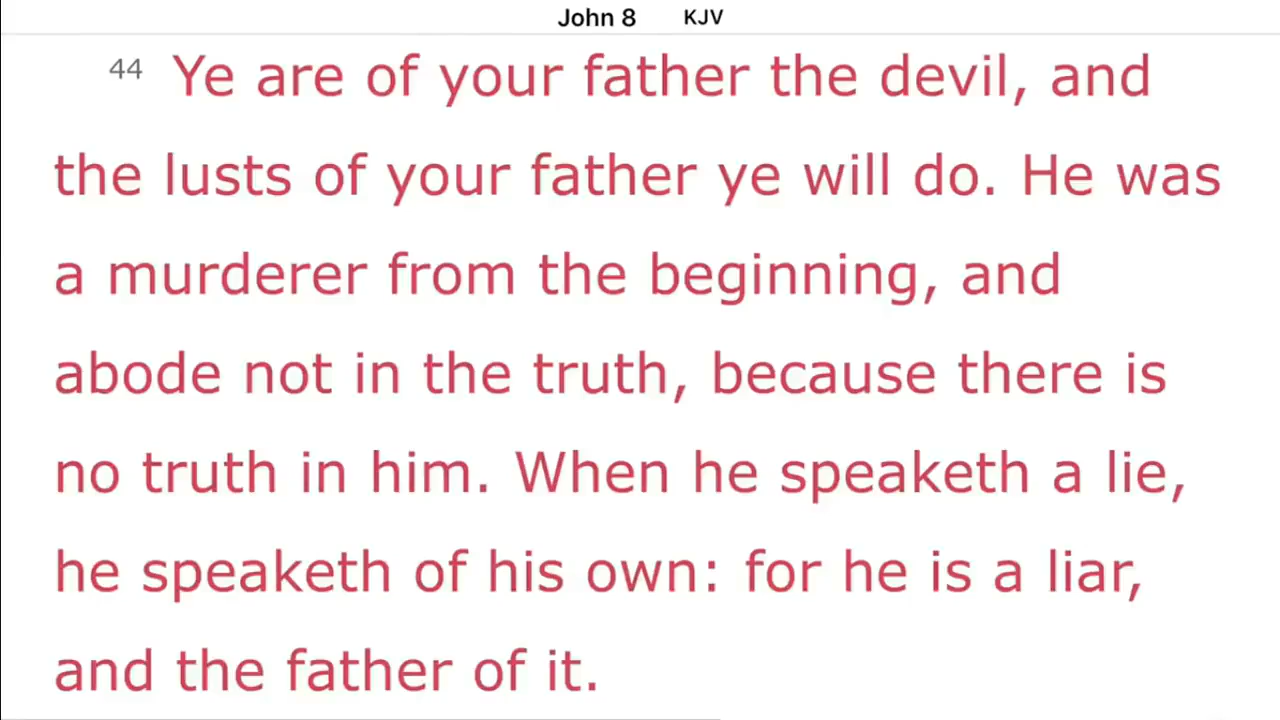 John 8 KJV
44 Ye are of your father the devil, and
the lusts of your father ye will do. He was
a murderer from the beginning, and
abode not in the truth, because there is
no truth in him. When he speaketh a lie,
he speaketh of his own: for he is a liar,
and the father of it.